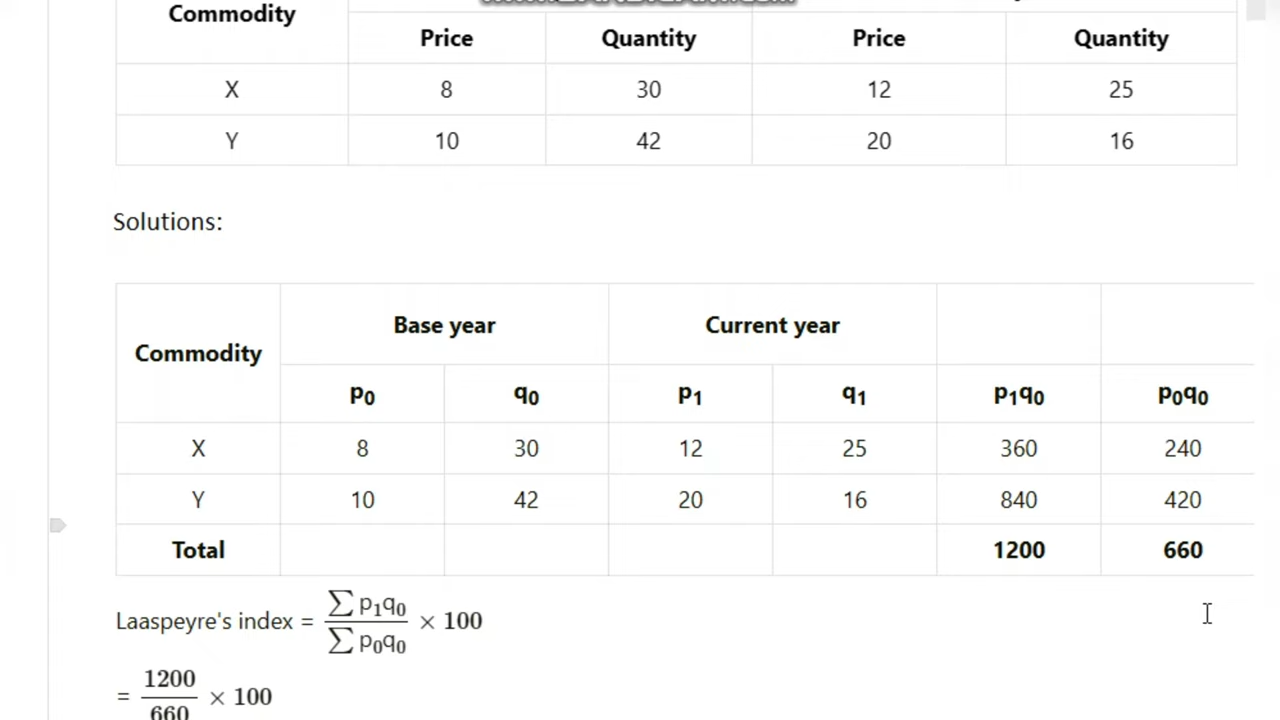 Commodity
Price Quantity Price Quantity
X 8 30 12 25
Y 10 42 20 16
Solutions:
Base year Current year
Commodity
p₀ q₀ p₁ q₁ p₁q₀ p₀q₀
X 8 30 12 25 360 240
Y 10 42 20 16 840 420
Total 1200 660
Laaspeyre's index = ∑ p₁q₀ / ∑ p₀q₀ × 100
= 1200 / 660 × 100